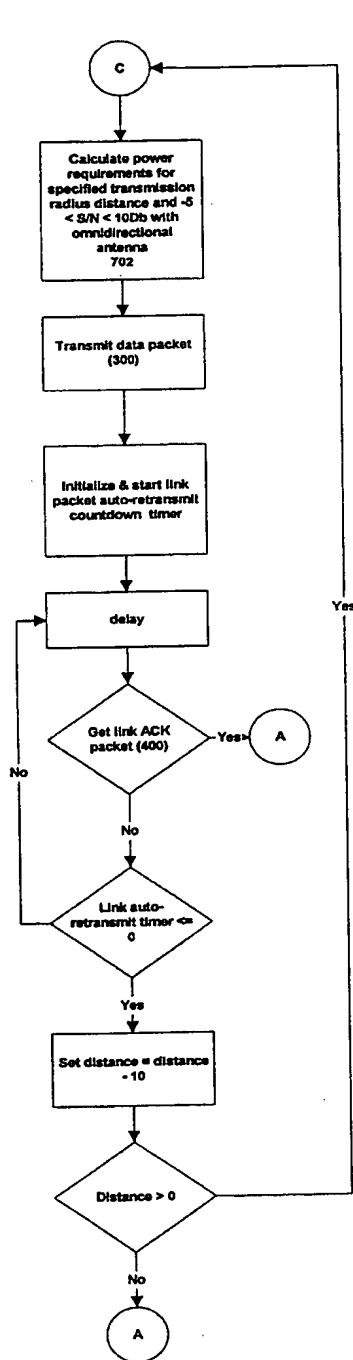 C
Calculate power
requirements for
specified transmission
radius distance and -5
< S/N < 10Db with
omnidirectional
antenna
702
Transmit data packet
(300)
Initialize & start link
packet auto-retransmit
countdown timer
delay
Yes
Get link ACK
packet (400)
Yes
A
No
No
Link auto-
retransmit timer <=
0
Yes
Set distance = distance
- 10
Distance > 0
No
A